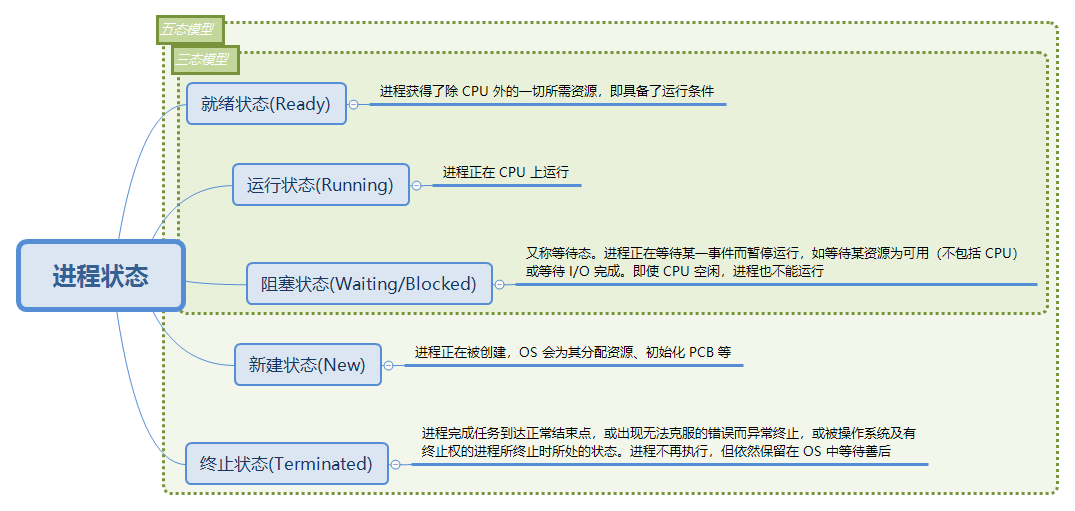 五态模型
三态模型
就绪状态(Ready)
进程获得了除 CPU 外的一切所需资源，即具备了运行条件
运行状态(Running)
进程正在 CPU 上运行
进程状态
阻塞状态(Waiting/Blocked)
又称等待态。进程正在等待某一事件而暂停运行，如等待某资源为可用（不包括 CPU）
或等待 I/O 完成。即使 CPU 空闲，进程也不能运行
新建状态(New)
进程正在被创建，OS 会为其分配资源、初始化 PCB 等
终止状态(Terminated)
进程完成任务到达正常结束点，或出现无法克服的错误而异常终止，或被操作系统及有
终止权的进程所终止时所处的状态。进程不再执行，但依然保留在 OS 中等待善后